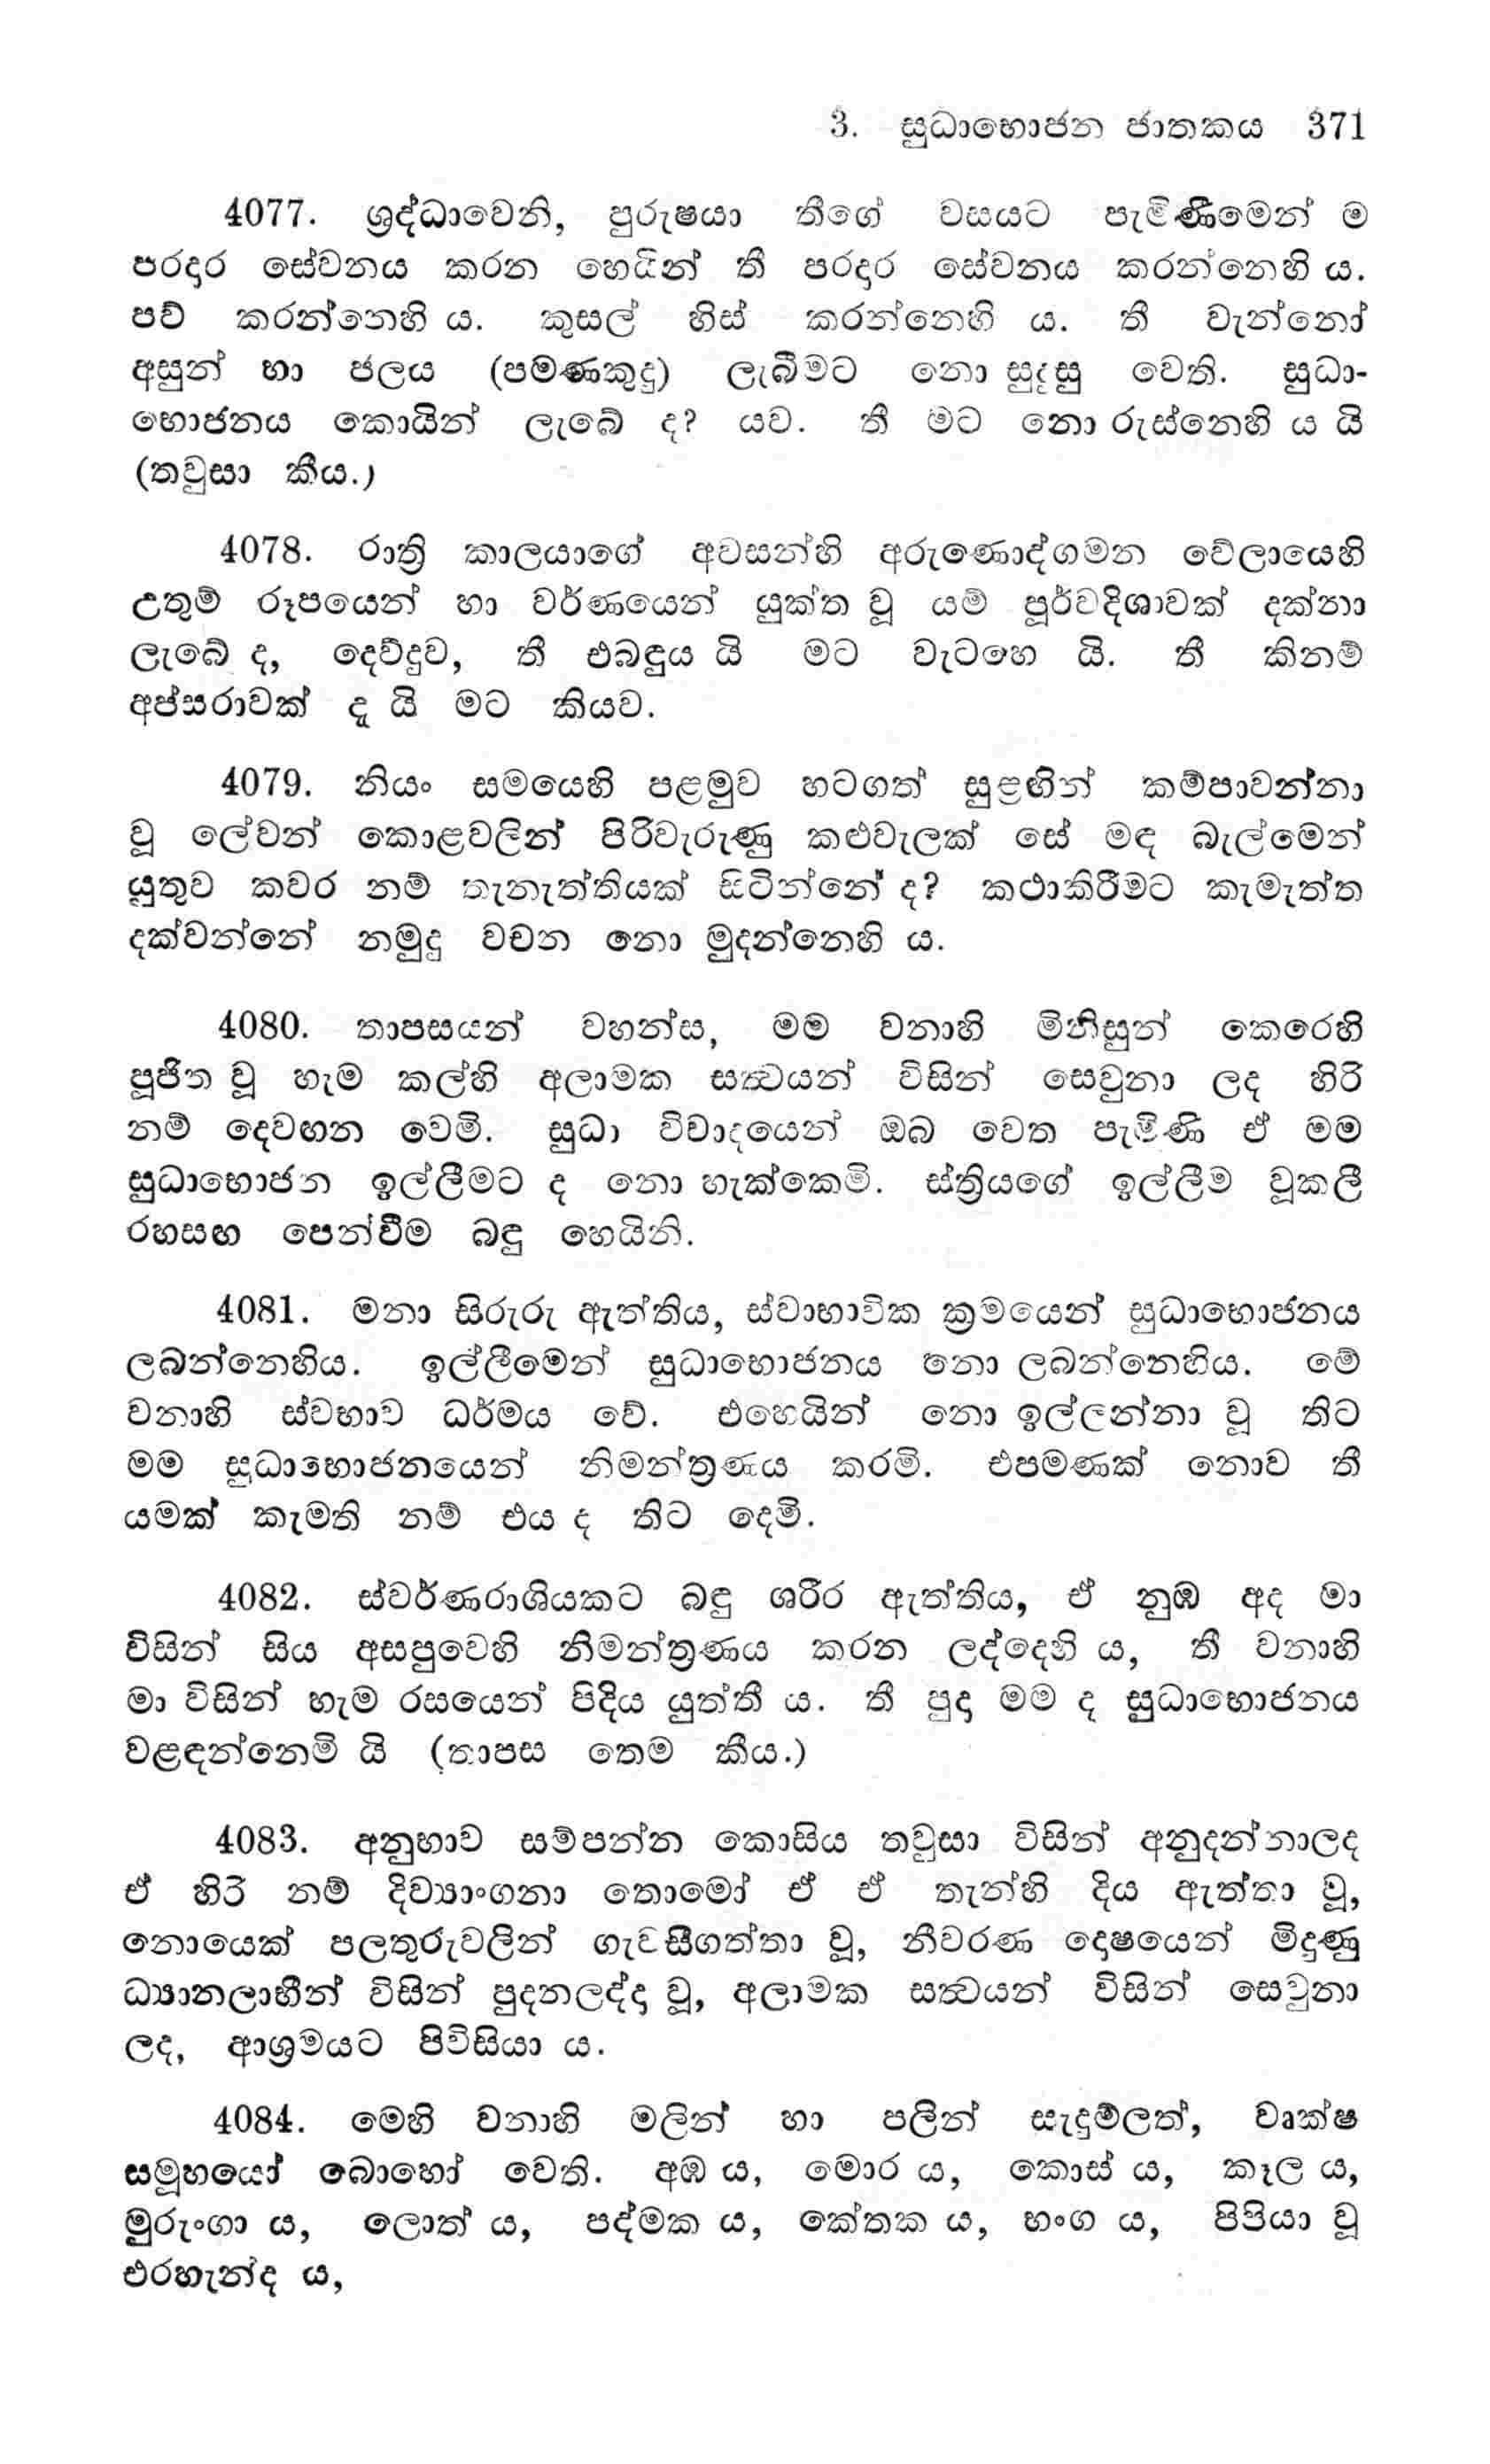 3. සුධාභොජන ජාතකය 371
4077. ශ්‍රද්ධාවෙනි, පුරුෂයා තීගේ වසයට පැමිණීමෙන් ම
පරදර සේවනය කරන හෙයින් තී පරදර සේවනය කරන්නෙහි ය.
පව් කරන්නෙහි ය. කුසල් හිස් කරන්නෙහි ය. තී වැන්නෝ
අසුන් හා ජලය (පමණකුදු) ලැබීමට නො සුදුසු වෙති. සුධා-
භොජනය කොයින් ලැබේ ද? යව. තී මට නො රුස්නෙහි ය යි
(තවුසා කීය.)
4078. රාත්‍රි කාලයාගේ අවසන්හි අරුණොද්ගමන වේලායෙහි
උතුම් රූපයෙන් හා වර්ණයෙන් යුක්ත වූ යම් පූර්වදිශාවක් දක්නා
ලැබේ ද, දෙව්දුව, තී එබඳුය යි මට වැටහෙ යි. තී කිනම්
අප්සරාවක් දැ යි මට කියව.
4079. නියං සමයෙහි පළමුව හටගත් සුළඟින් කම්පාවන්නා
වූ ලේවන් කොළවලින් පිරිවැරුණු කළුවැලක් සේ මඳ බැල්මෙන්
යුතුව කවර නම් තැනැත්තියක් සිටින්නේ ද? කථාකිරීමට කැමැත්ත
දක්වන්නේ නමුදු වචන නො මුදන්නෙහි ය.
4080. තාපසයන් වහන්ස, මම වනාහි මිනිසුන් කෙරෙහි
පූජිත වූ හැම කල්හි අලාමක සත්‍වයන් විසින් සෙවුනා ලද හිරි
නම් දෙවඟන වෙමි. සුධා විවාදයෙන් ඔබ වෙත පැමිණි ඒ මම
සුධාභොජන ඉල්ලීමට ද නො හැක්කෙමි. ස්ත්‍රියගේ ඉල්ලීම වූකලී
රහසඟ පෙන්වීම බඳු හෙයිනි.
4081. මනා සිරුරු ඇත්තිය, ස්වාභාවික ක්‍රමයෙන් සුධාභොජනය
ලබන්නෙහිය. ඉල්ලීමෙන් සුධාභොජනය නො ලබන්නෙහිය. මේ
වනාහි ස්වභාව ධර්මය වේ. එහෙයින් නො ඉල්ලන්නා වූ තිට
මම සුධාභොජනයෙන් නිමන්ත්‍රණය කරමි. එපමණක් නොව තී
යමක් කැමති නම් එය ද තිට දෙමි.
4082. ස්වර්ණරාශියකට බඳු ශරීර ඇත්තිය, ඒ නුඹ අද මා
විසින් සිය අසපුවෙහි නිමන්ත්‍රණය කරන ලද්දෙහි ය, තී වනාහි
මා විසින් හැම රසයෙන් පිදිය යුත්තී ය. තී පුදා මම ද සුධාභොජනය
වළඳන්නෙමි යි (තාපස තෙම කීය.)
4083. අනුභාව සම්පන්න කොසිය තවුසා විසින් අනුදන්නාලද
ඒ හිරි නම් දිව්‍යාංගනා තොමෝ ඒ ඒ තැන්හි දිය ඇත්තා වූ,
නොයෙක් පලතුරුවලින් ගැවසීගත්තා වූ, නීවරණ දොෂයෙන් මිදුණු
ධ්‍යානලාභීන් විසින් පුදනලද්දා වූ, අලාමක සත්‍වයන් විසින් සෙවුනා
ලද, ආශ්‍රමයට පිවිසියා ය.
4084. මෙහි වනාහි මලින් හා පලින් සැදුම්ලත්, වෘක්ෂ
සමූහයෝ බොහෝ වෙති. අඹ ය, මොර ය, කොස් ය, කෑල ය,
මුරුංගා ය, ලොත් ය, පද්මක ය, කේතක ය, භංග ය, පිපියා වූ
එරහැන්ද ය,